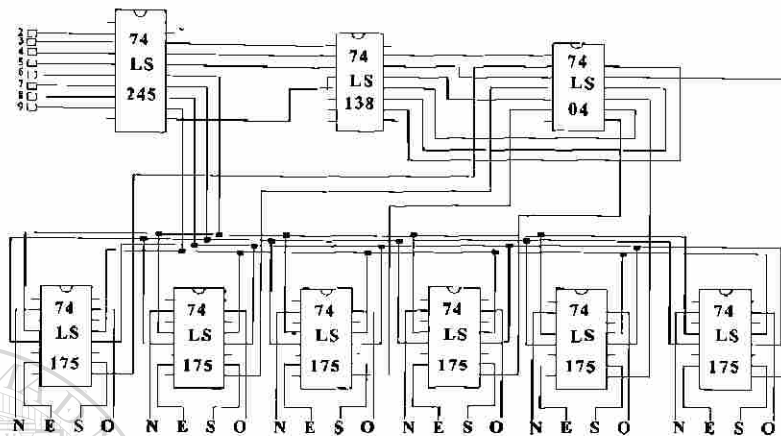 2
3
4
5
6
7
8
9
74 LS 245
74 LS 138
74 LS 04
74 LS 175
74 LS 175
74 LS 175
74 LS 175
74 LS 175
74 LS 175
N E S O N E S O N E S O N E S O N E S O N E S O